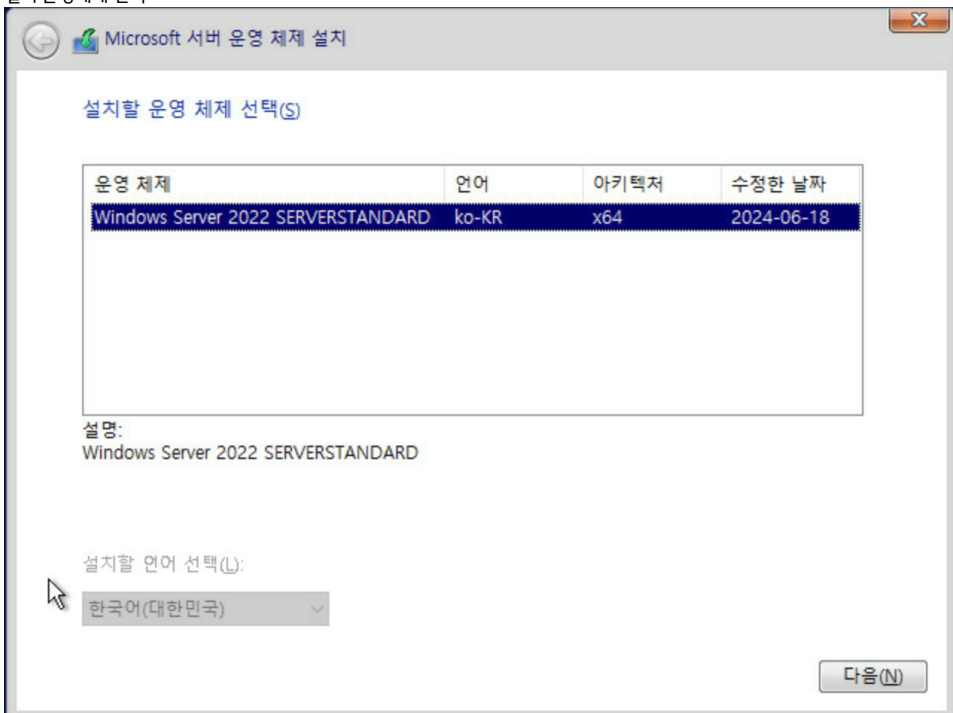 Microsoft 서버 운영 체제 설치
설치할 운영 체제 선택(S)
운영 체제 언어 아키텍처 수정한 날짜
Windows Server 2022 SERVERSTANDARD ko-KR x64 2024-06-18
설명:
Windows Server 2022 SERVERSTANDARD
설치할 언어 선택(L):
한국어(대한민국)
다음(N)